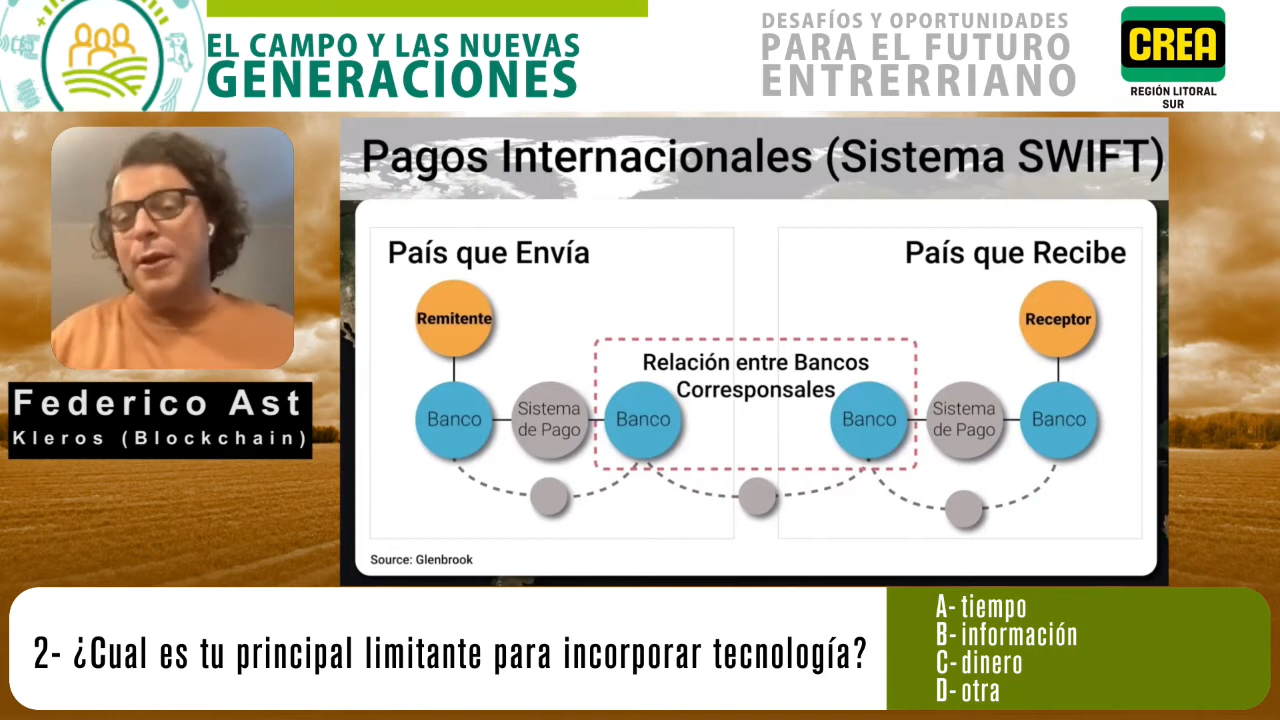 EL CAMPO Y LAS NUEVAS
GENERACIONES
DESAFÍOS Y OPORTUNIDADES
PARA EL FUTURO
ENTRERRIANO
CREA
REGIÓN LITORAL
SUR
Federico Ast
Kleros (Blockchain)
Pagos Internacionales (Sistema SWIFT)
País que Envía
País que Recibe
Remitente
Receptor
Relación entre Bancos
Corresponsales
Banco
Sistema
de Pago
Banco
Banco
Sistema
de Pago
Banco
Source: Glenbrook
2- ¿Cual es tu principal limitante para incorporar tecnología?
A- tiempo
B- información
C- dinero
D- otra